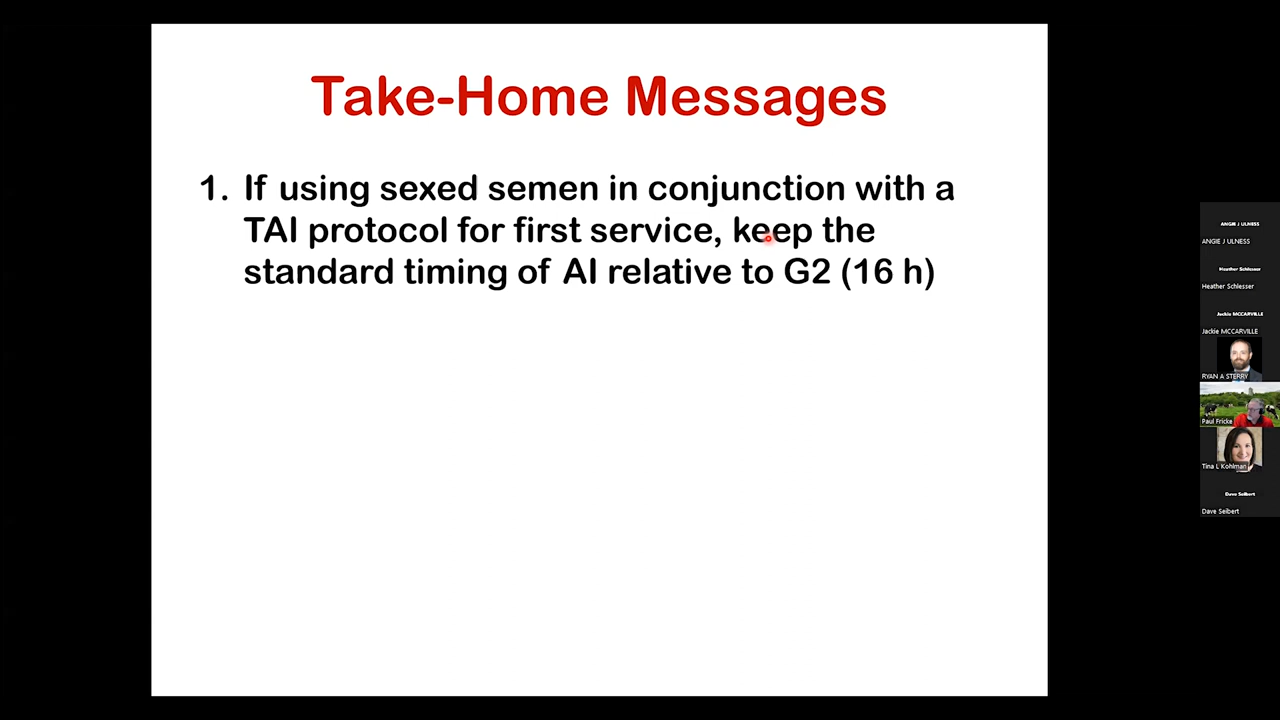 Take-Home Messages
1. If using sexed semen in conjunction with a
TAI protocol for first service, keep the
standard timing of AI relative to G2 (16 h)
ANGIE J ULNESS
ANGIE J ULNESS
Heather Schlesser
Heather Schlesser
Jackie MCCARVILLE
Jackie MCCARVILLE
RYAN A STERRY
Paul Fricke
Tina L Kohlman
Dave Seibert
Dave Seibert